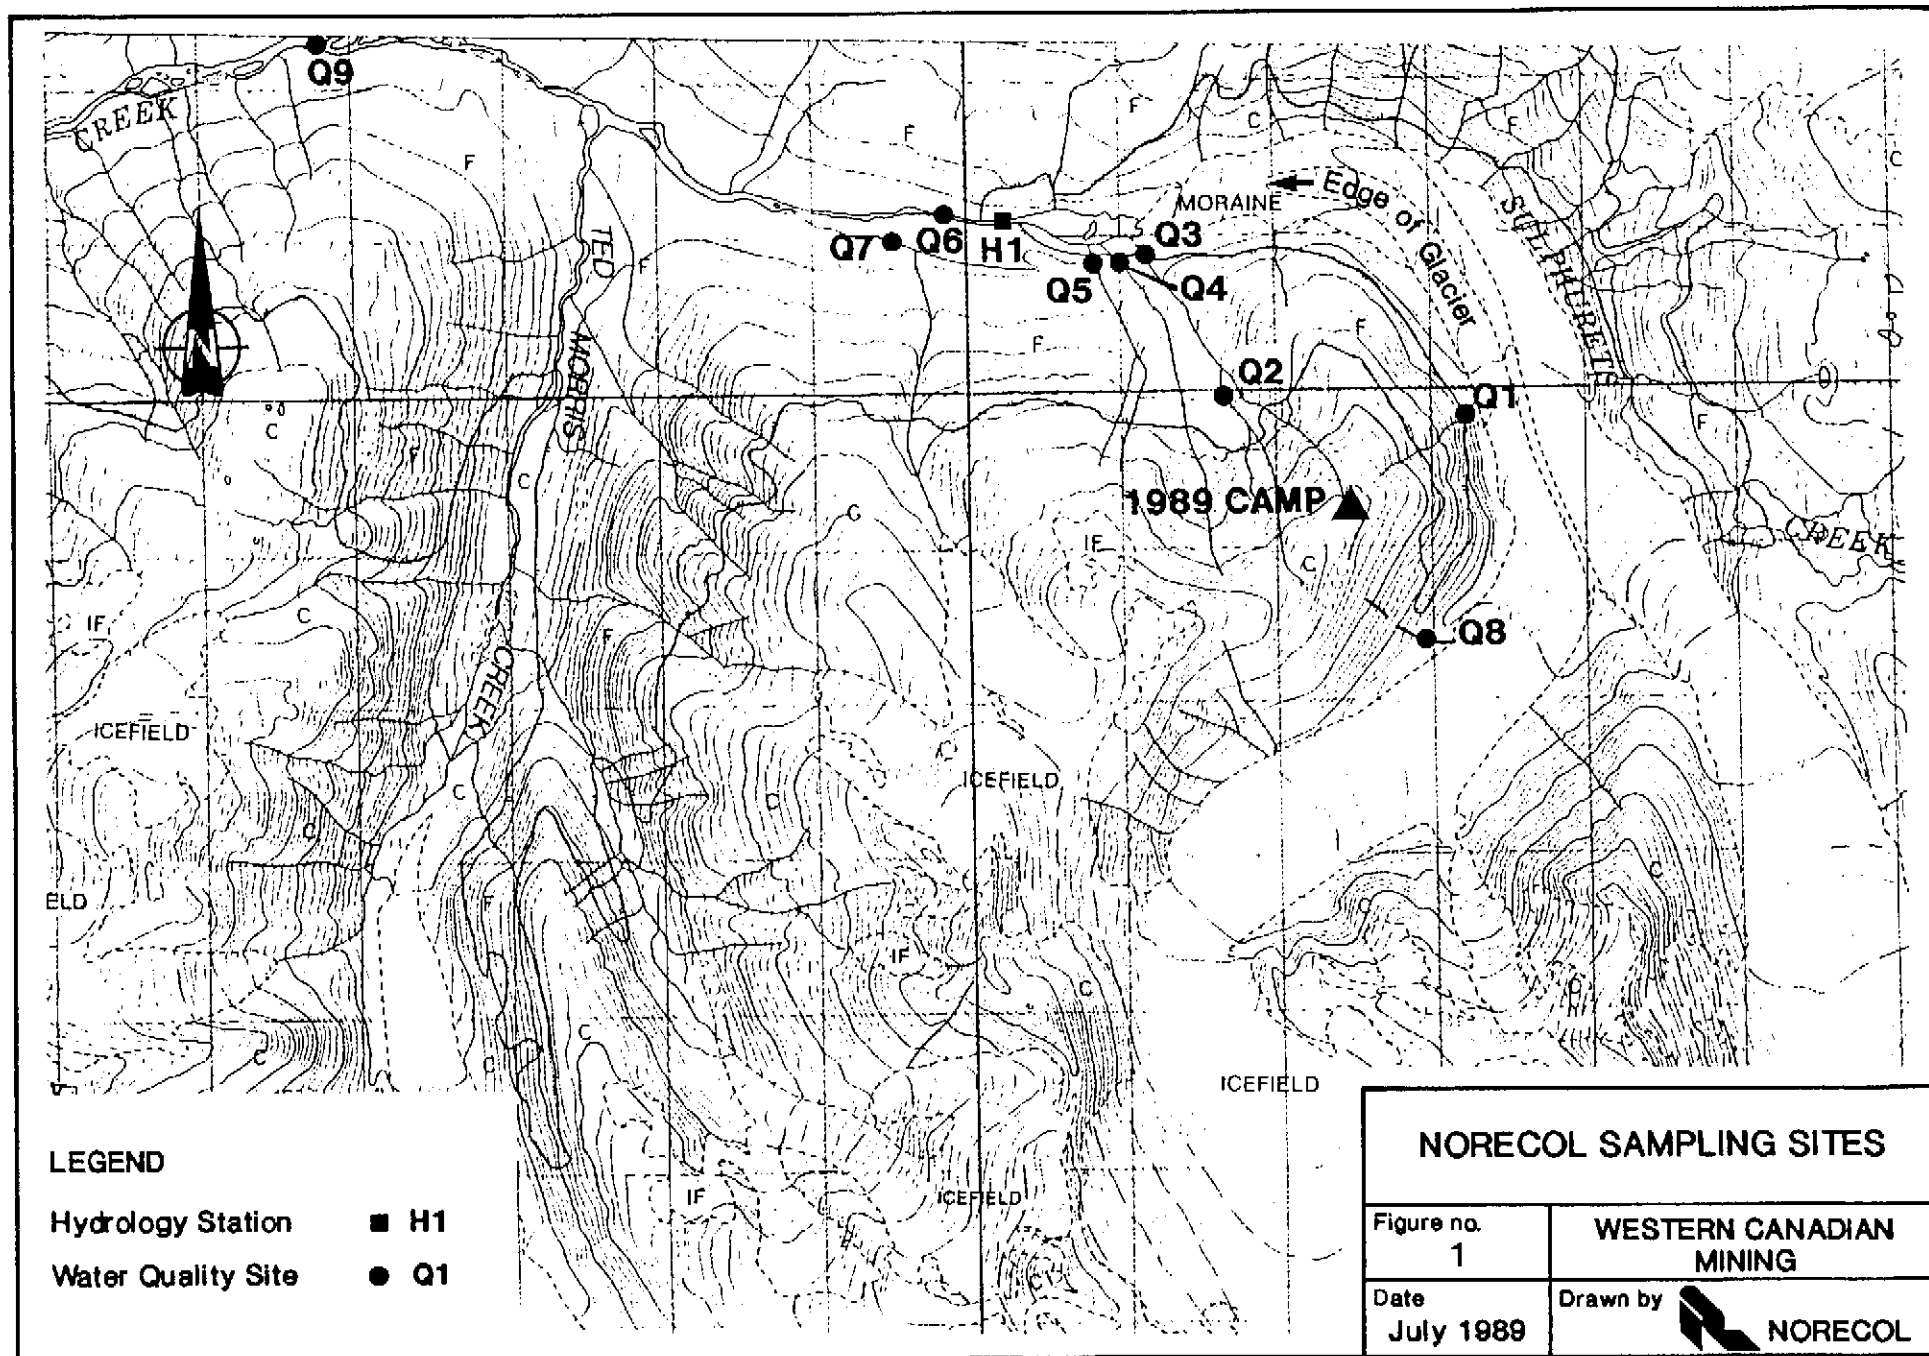 Q9
CREEK
F
F
F
C
F
C
Edge of Glacier
MORAINE
SULPHURETS
Q3
Q6
H1
Q7
Q5
Q4
TED
F
F
F
MORRIS
N
Q2
Q1
C
F
F
C
1989 CAMP
C
IF
CREEK
C
IF
C
F
Q8
CREEK
ICEFIELD
C
ICEFIELD
C
C
C
C
ELD
F
C
IF
C
C
C
C
C
C
ICEFIELD
IF
ICEFIELD
LEGEND
Hydrology Station ■ H1
Water Quality Site ● Q1
NORECOL SAMPLING SITES
Figure no.
1
WESTERN CANADIAN
MINING
Date
July 1989
Drawn by
NORECOL